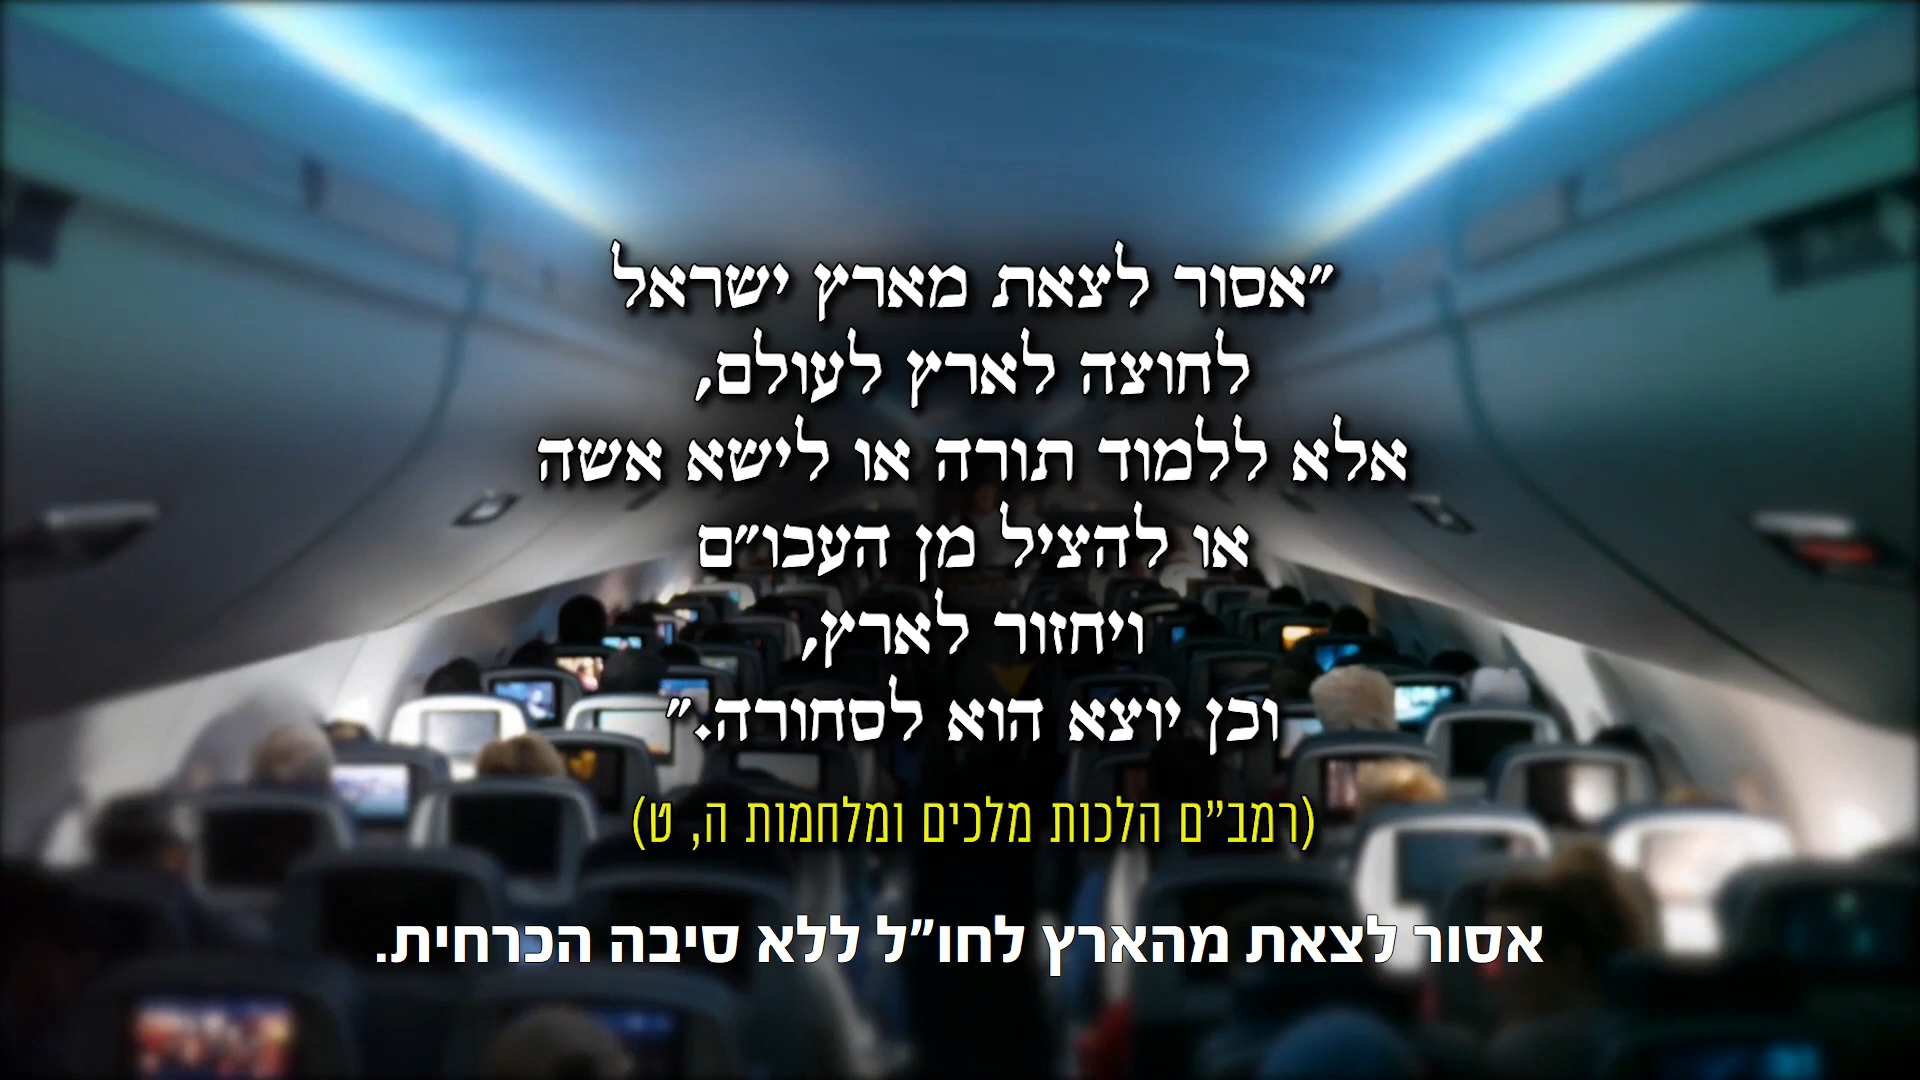 "אסור לצאת מארץ ישראל
לחוצה לארץ לעולם,
אלא ללמוד תורה או לישא אשה
או להציל מן העכו"ם
ויחזור לארץ,
וכן יוצא הוא לסחורה."
(רמב"ם הלכות מלכים ומלחמות ה, ט)
אסור לצאת מהארץ לחו"ל ללא סיבה הכרחית.